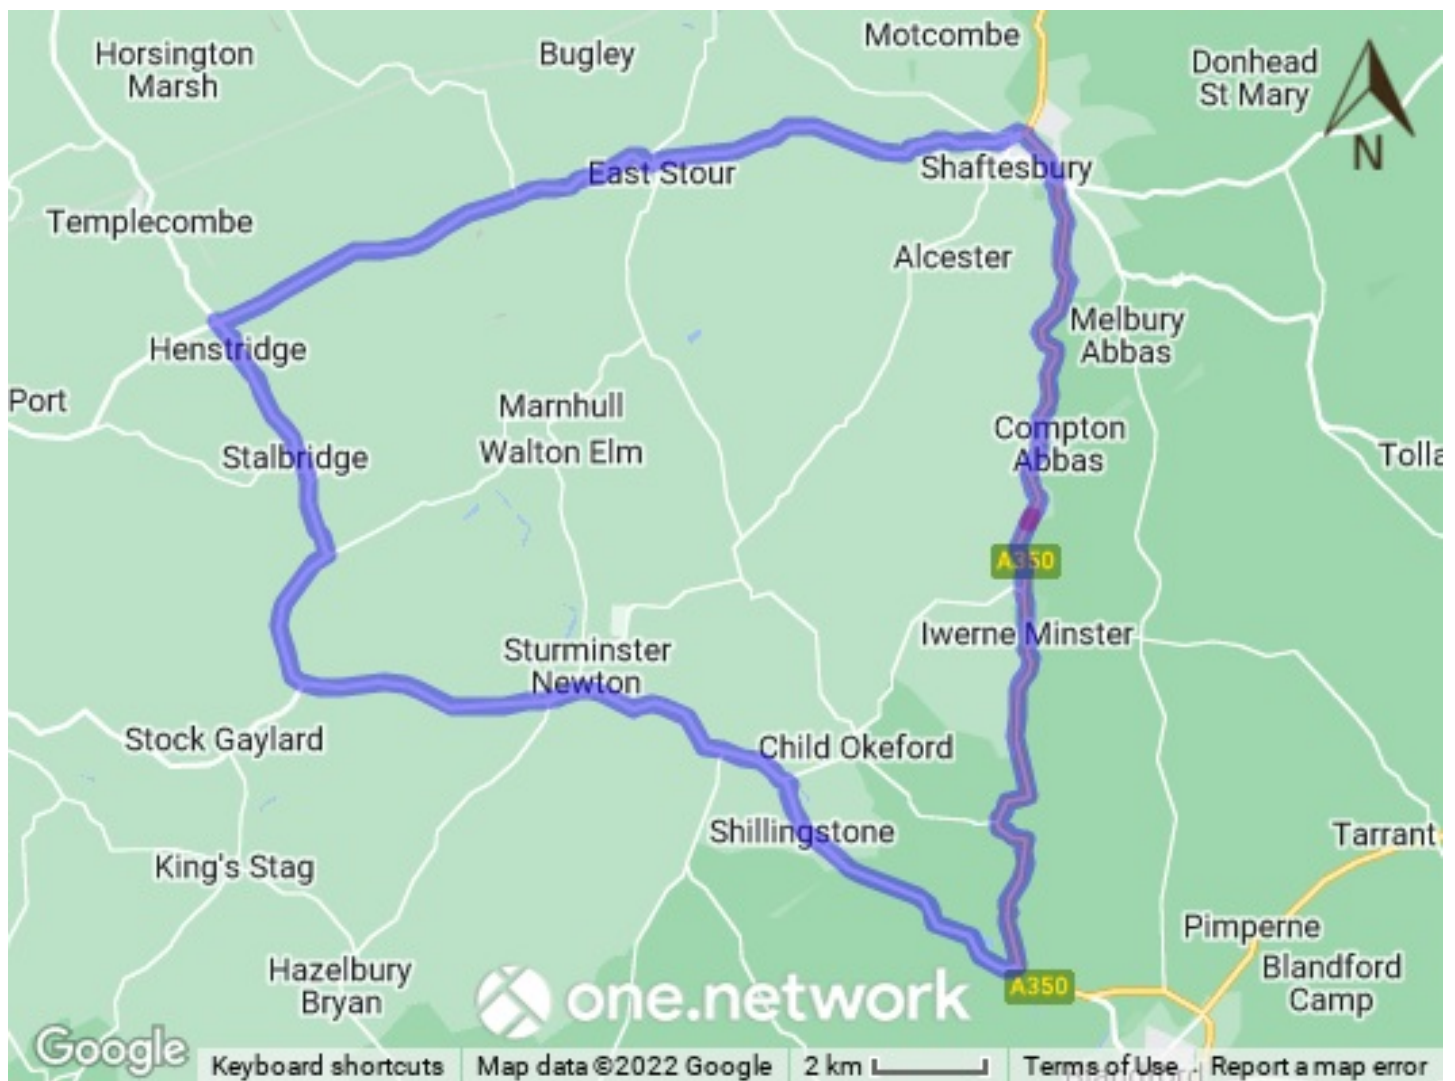 Motcombe
Horsington
Marsh
Bugley
Donhead
St Mary
N
East Stour
Shaftesbury
Templecombe
Alcester
Henstridge
Melbury
Abbas
Port
Marnhull
Compton
Abbas
Stalbridge
Walton Elm
Tolla
A350
Iwerne Minster
Sturminster
Newton
Stock Gaylard
Child Okeford
Shillingstone
Tarrant
King's Stag
Pimperne
Hazelbury
Bryan
Blandford
Camp
A350
one.network
Google
Keyboard shortcuts
Map data ©2022 Google
2 km
Terms of Use
Report a map error